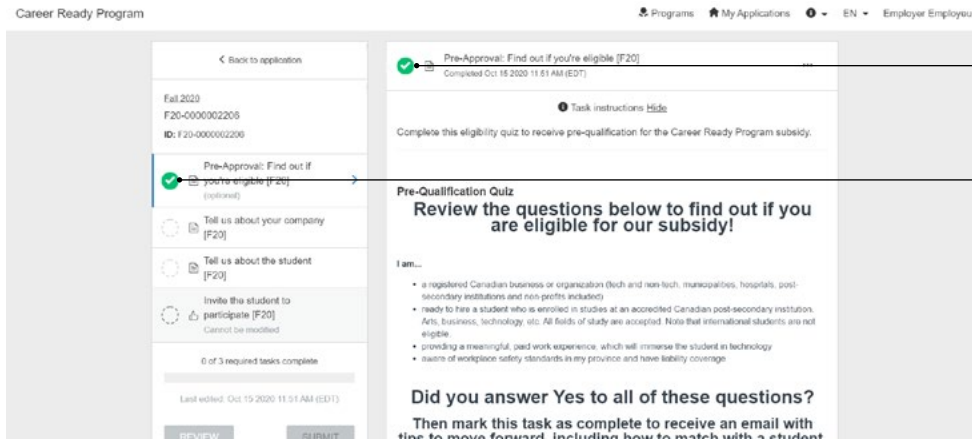 Career Ready Program
Programs My Applications EN Employer Employeu
Back to application
Fall 2020
F20-0000002206
ID: F20-0000002206
Pre-Approval: Find out if
you're eligible [F20]
(optional)
Tell us about your company
[F20]
Tell us about the student
[F20]
Invite the student to
participate [F20]
Cannot be modified
0 of 3 required tasks complete
Last edited: Oct 15 2020 11:51 AM (EDT)
REVIEW SUBMIT
Pre-Approval: Find out if you're eligible [F20]
Completed Oct 15 2020 11:51 AM (EDT)
...
Task instructions Hide
Complete this eligibility quiz to receive pre-qualification for the Career Ready Program subsidy.
Pre-Qualification Quiz
Review the questions below to find out if you
are eligible for our subsidy!
I am...
• a registered Canadian business or organization (tech and non-tech, municipalities, hospitals, post-
secondary institutions and non-profits included)
• ready to hire a student who is enrolled in studies at an accredited Canadian post-secondary institution.
Arts, business, technology, etc. All fields of study are accepted. Note that international students are not
eligible.
• providing a meaningful, paid work experience, which will immerse the student in technology
• aware of workplace safety standards in my province and have liability coverage
Did you answer Yes to all of these questions?
Then mark this task as complete to receive an email with
tips to move forward, including how to match with a student